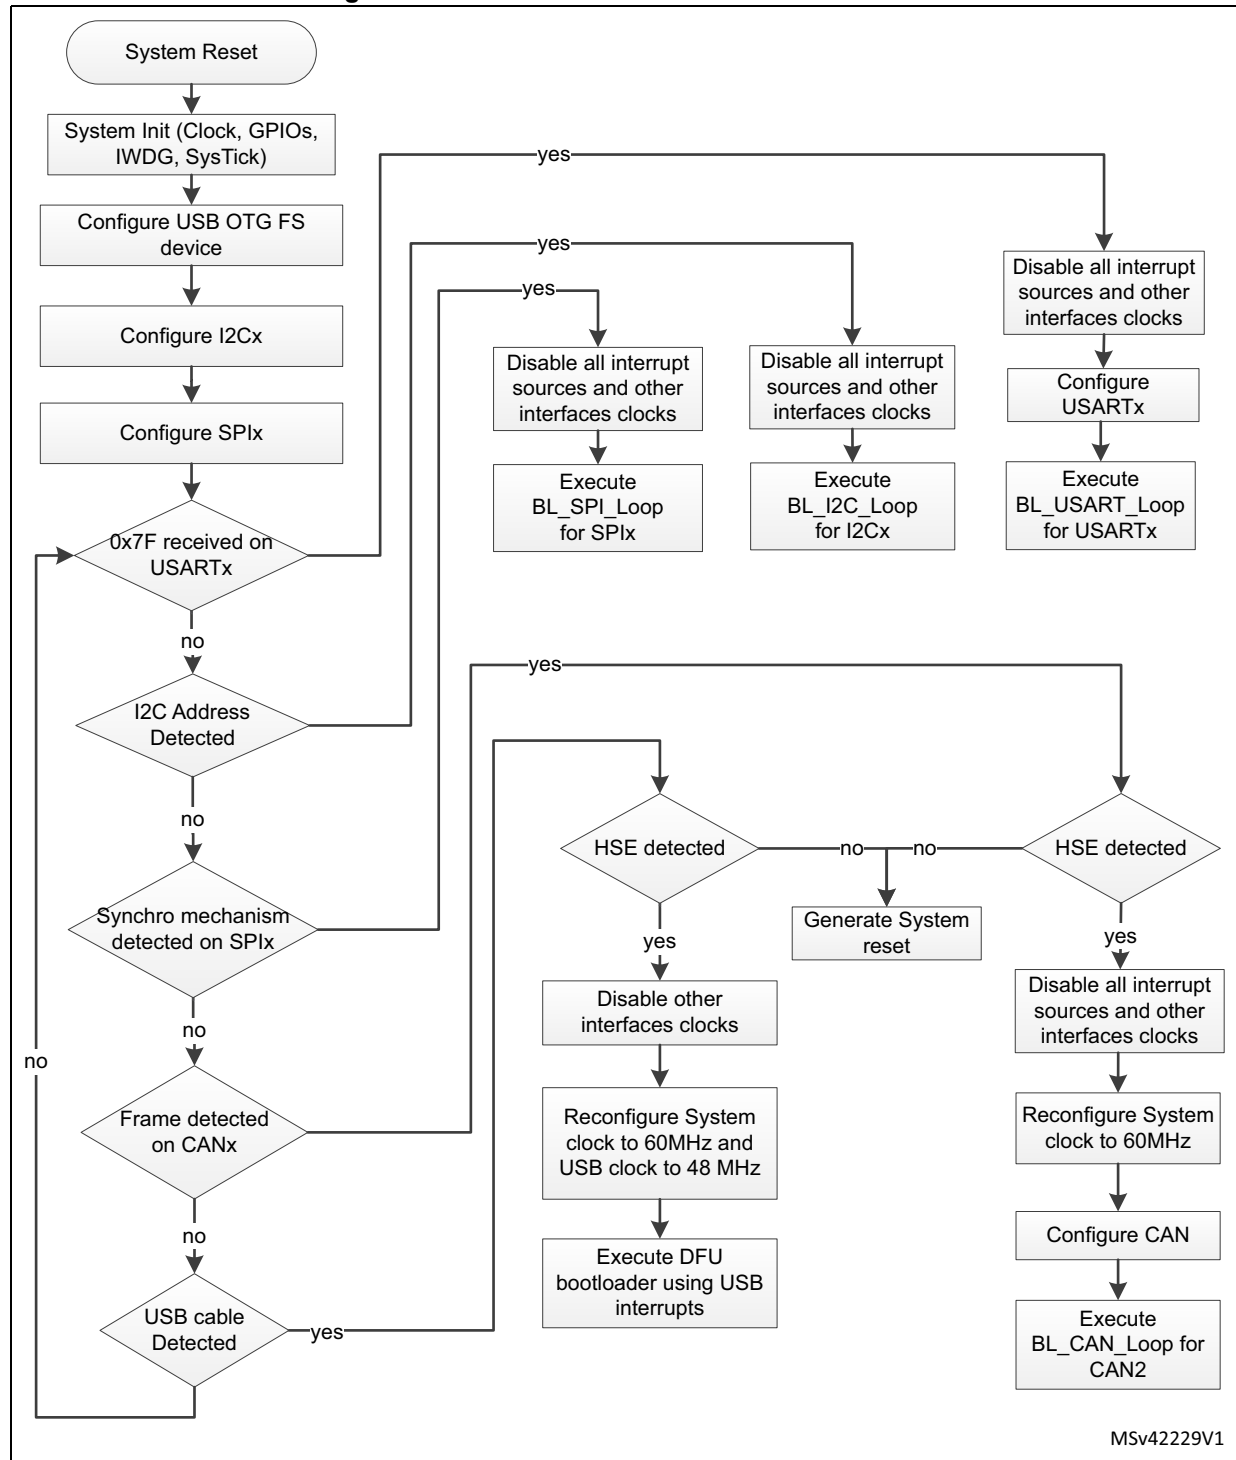 System Reset
System Init (Clock, GPIOs,
IWDG, SysTick)
Configure USB OTG FS
device
Configure I2Cx
Configure SPIx
0x7F received on
USARTx
no
I2C Address
Detected
no
Synchro mechanism
detected on SPIx
no
Frame detected
on CANx
no
USB cable
Detected
no
yes
yes
yes
Disable all interrupt
sources and other
interfaces clocks
Execute
BL_SPI_Loop
for SPIx
yes
Disable all interrupt
sources and other
interfaces clocks
Execute
BL_I2C_Loop
for I2Cx
Disable all interrupt
sources and other
interfaces clocks
Configure
USARTx
Execute
BL_USART_Loop
for USARTx
yes
HSE detected
no
no
HSE detected
Generate System
reset
yes
Disable other
interfaces clocks
Reconfigure System
clock to 60MHz and
USB clock to 48 MHz
Execute DFU
bootloader using USB
interrupts
yes
Disable all interrupt
sources and other
interfaces clocks
Reconfigure System
clock to 60MHz
Configure CAN
Execute
BL_CAN_Loop for
CAN2
MSv42229V1